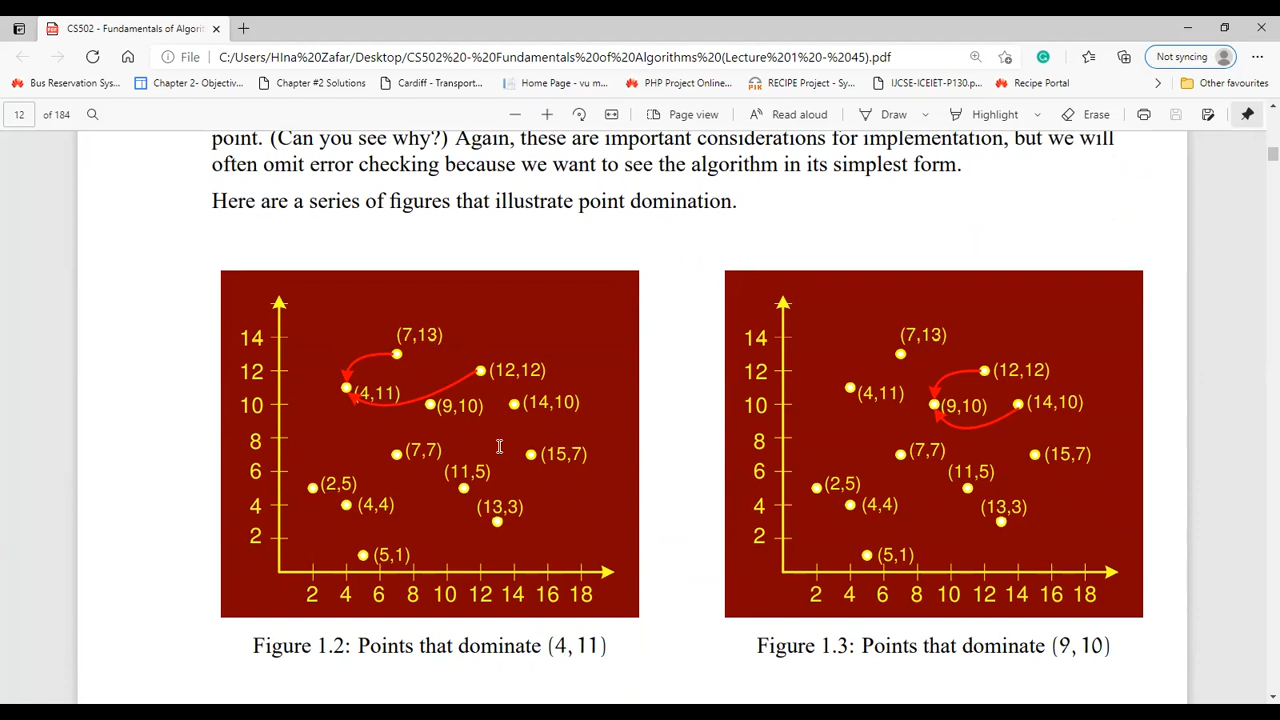 CS502 - Fundamentals of Algorit
File
C:/Users/HIna%20Zafar/Desktop/CS502%20-%20Fundamentals%20of%20Algorithms%20(Lecture%201%20-%2045).pdf
Not syncing
Bus Reservation Sys...
Chapter 2- Objectiv...
Chapter #2 Solutions
Cardiff - Transport...
Home Page - vu m...
PHP Project Online...
PIK
RECIPE Project - Sy...
IJCSE-ICEIET-P130.p...
Recipe Portal
Other favourites
12 of 184
Page view
Read aloud
Draw
Highlight
Erase
point. (Can you see why?) Again, these are important considerations for implementation, but we will
often omit error checking because we want to see the algorithm in its simplest form.
Here are a series of figures that illustrate point domination.
14
12
10
8
6
4
2
(7,13)
(12,12)
(4,11)
(9,10)
(14,10)
(7,7)
(15,7)
(11,5)
(2,5)
(4,4)
(13,3)
(5,1)
2 4 6 8 10 12 14 16 18
Figure 1.2: Points that dominate (4, 11)
14
12
10
8
6
4
2
(7,13)
(12,12)
(4,11)
(9,10)
(14,10)
(7,7)
(15,7)
(11,5)
(2,5)
(4,4)
(13,3)
(5,1)
2 4 6 8 10 12 14 16 18
Figure 1.3: Points that dominate (9, 10)